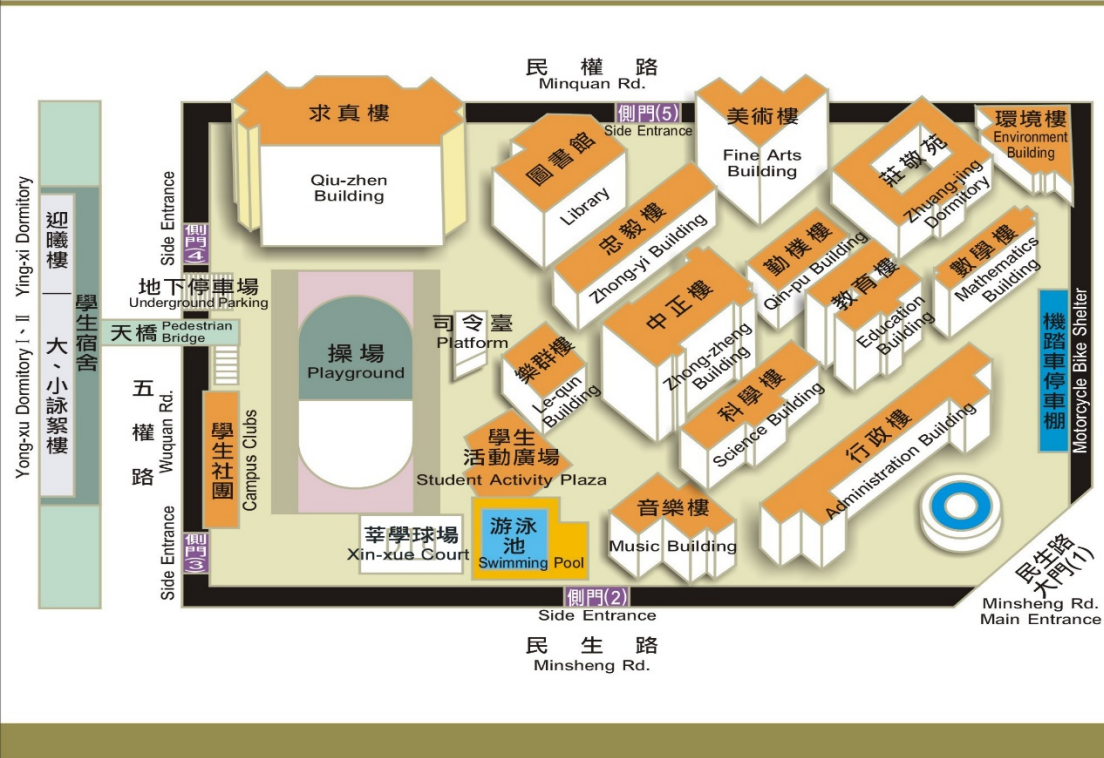 民 權 路
Minquan Rd.
求真樓
Qiu-zhen
Building
側門(5)
Side Entrance
圖書館
Library
美術樓
Fine Arts
Building
莊敬苑
Zhuang-jing
Dormitory
環境樓
Environment
Building
忠毅樓
Zhong-yi Building
勤樸樓
Qin-pu Building
教育樓
Education
Building
數學樓
Mathematics
Building
中正樓
Zhong-zheng
Building
機踏車停車棚
Motorcycle Bike Shelter
側門4
Side Entrance
地下停車場
Underground Parking
天橋
Pedestrian
Bridge
操場
Playground
司令臺
Platform
樂群樓
Le-qun
Building
科學樓
Science Building
行政樓
Administration Building
學生
活動廣場
Student Activity Plaza
學生社團
Campus Clubs
迎曦樓
大、小詠絮樓
學生宿舍
Yong-xu Dormitory I、II Ying-xi Dormitory
五權路
Wuquan Rd.
側門3
Side Entrance
莘學球場
Xin-xue Court
游泳
池
Swimming Pool
音樂樓
Music Building
側門(2)
Side Entrance
民 生 路
Minsheng Rd.
民生路
大門(1)
Minsheng Rd.
Main Entrance